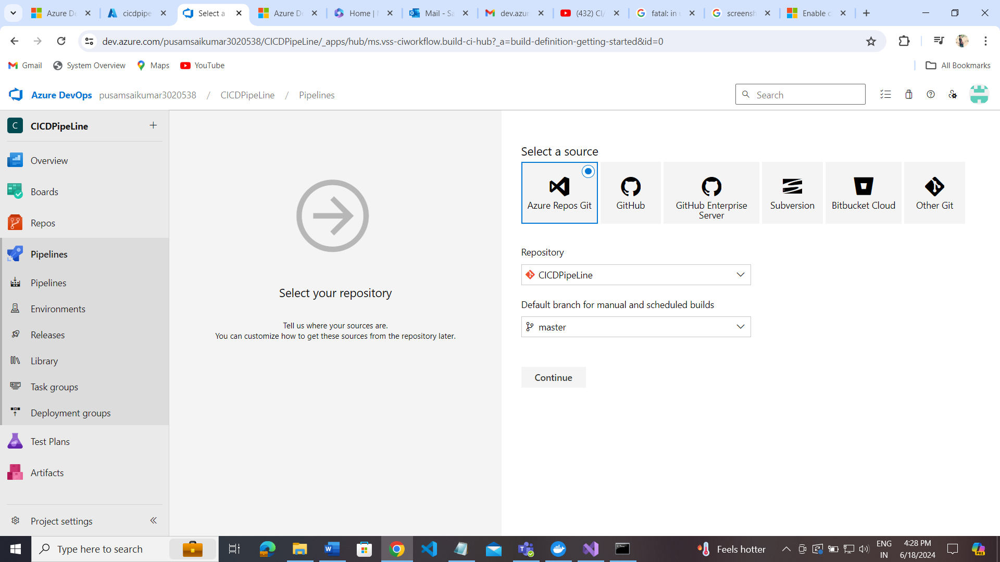 Azure De
cicdpipe
Select a
Azure De
Home | M
Mail - Sa
dev.azur
(432) CI/
fatal: in u
screensh
Enable c
dev.azure.com/pusamsaikumar3020538/CICDPipeLine/_apps/hub/ms.vss-ciworkflow.build-ci-hub?_a=build-definition-getting-started&id=0
Gmail
System Overview
Maps
YouTube
All Bookmarks
Azure DevOps
pusamsaikumar3020538 / CICDPipeLine / Pipelines
Search
C CICDPipeLine
Overview
Boards
Repos
Pipelines
Pipelines
Environments
Releases
Library
Task groups
Deployment groups
Test Plans
Artifacts
Project settings
Select your repository
Tell us where your sources are.
You can customize how to get these sources from the repository later.
Select a source
Azure Repos Git
GitHub
GitHub Enterprise
Server
Subversion
Bitbucket Cloud
Other Git
Repository
CICDPipeLine
Default branch for manual and scheduled builds
master
Continue
Type here to search
Feels hotter
ENG
IN
4:28 PM
6/18/2024
PRE